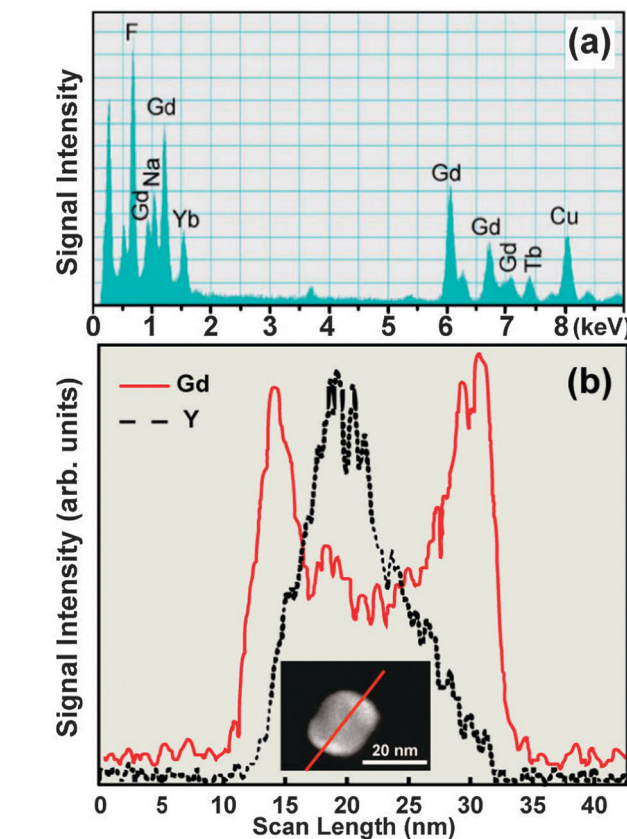 (a)
Signal Intensity
F
Gd
Na
Gd
Yb
Gd
Gd
Gd
Tb
Cu
0 1 2 3 4 5 6 7 8 (keV)
(b)
Signal Intensity (arb. units)
Gd
Y
20 nm
0 5 10 15 20 25 30 35 40
Scan Length (nm)